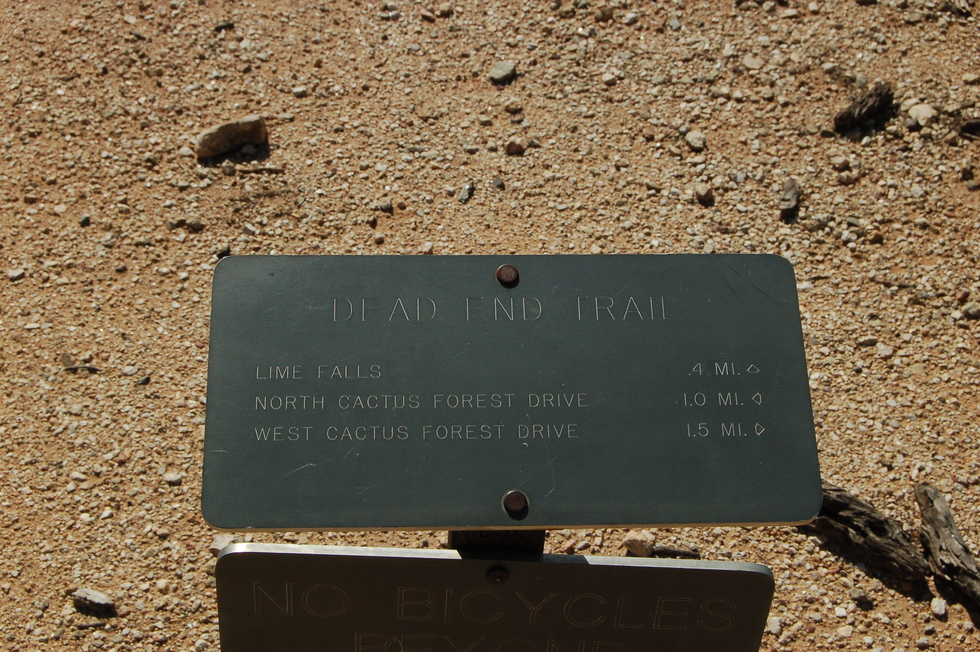 DEAD END TRAIL
LIME FALLS .4 MI.
NORTH CACTUS FOREST DRIVE 1.0 MI.
WEST CACTUS FOREST DRIVE 1.5 MI.
NO BICYCLES
BEYOND